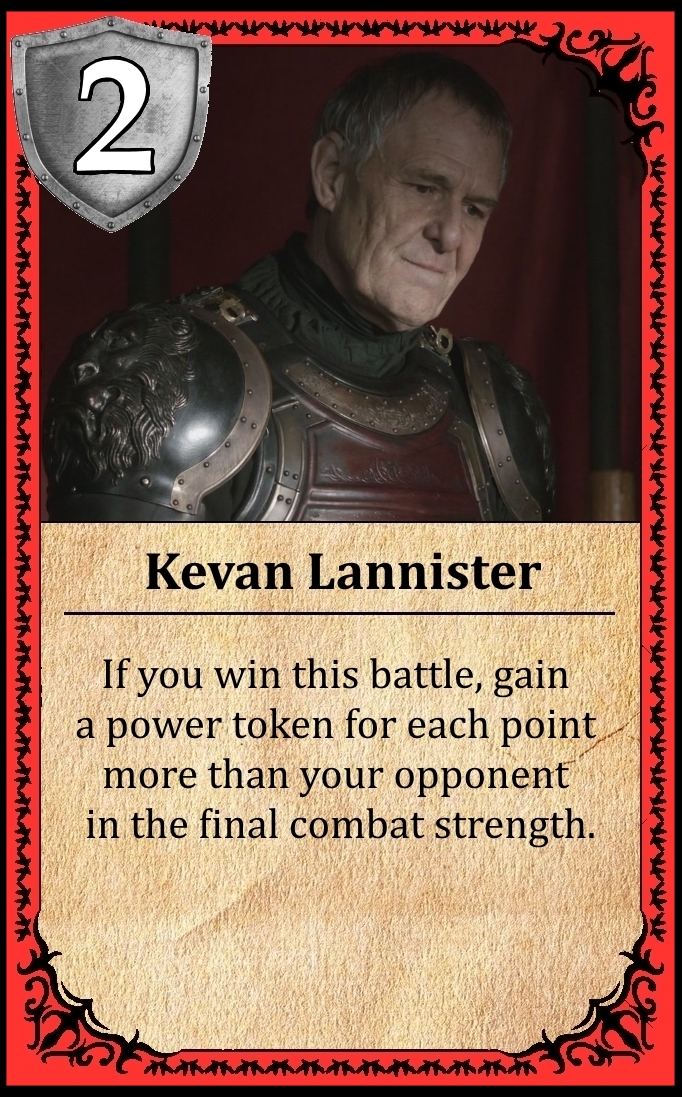 2
Kevan Lannister
If you win this battle, gain
a power token for each point
more than your opponent
in the final combat strength.